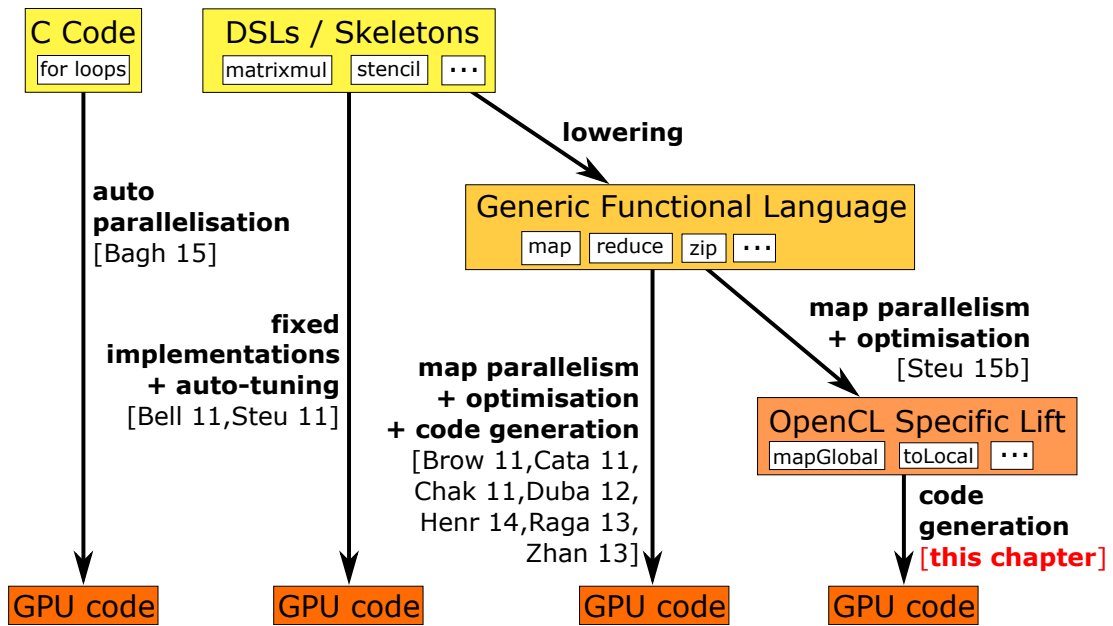 C Code
for loops
DSLs / Skeletons
matrixmul stencil ...
lowering
auto
parallelisation
[Bagh 15]
Generic Functional Language
map reduce zip ...
fixed
implementations
+ auto-tuning
[Bell 11,Steu 11]
map parallelism
+ optimisation
+ code generation
[Brow 11,Cata 11,
Chak 11,Duba 12,
Henr 14,Raga 13,
Zhan 13]
map parallelism
+ optimisation
[Steu 15b]
OpenCL Specific Lift
mapGlobal toLocal ...
code
generation
[this chapter]
GPU code
GPU code
GPU code
GPU code